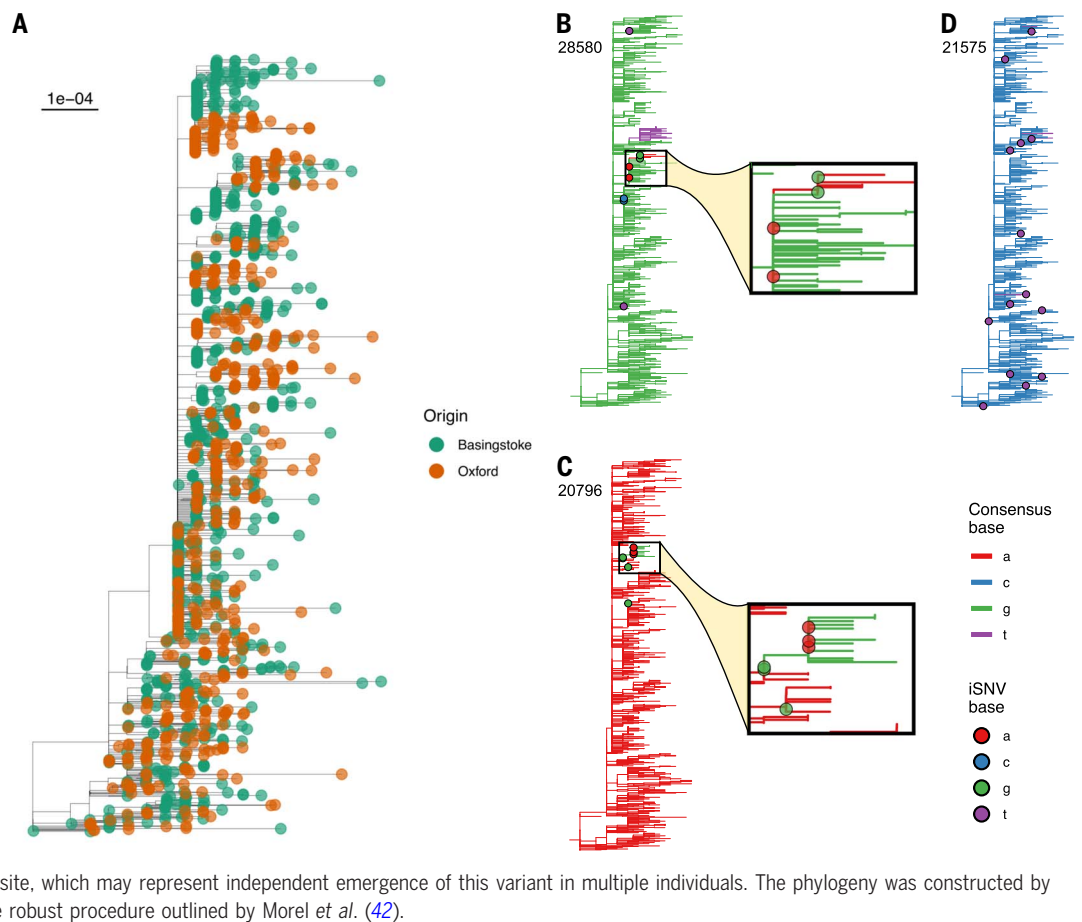 A
1e–04
Origin
Basingstoke
Oxford
B
28580
D
21575
C
20796
Consensus
base
a
c
g
t
iSNV
base
a
c
g
t
site, which may represent independent emergence of this variant in multiple individuals. The phylogeny was constructed by
e robust procedure outlined by Morel et al. (42).